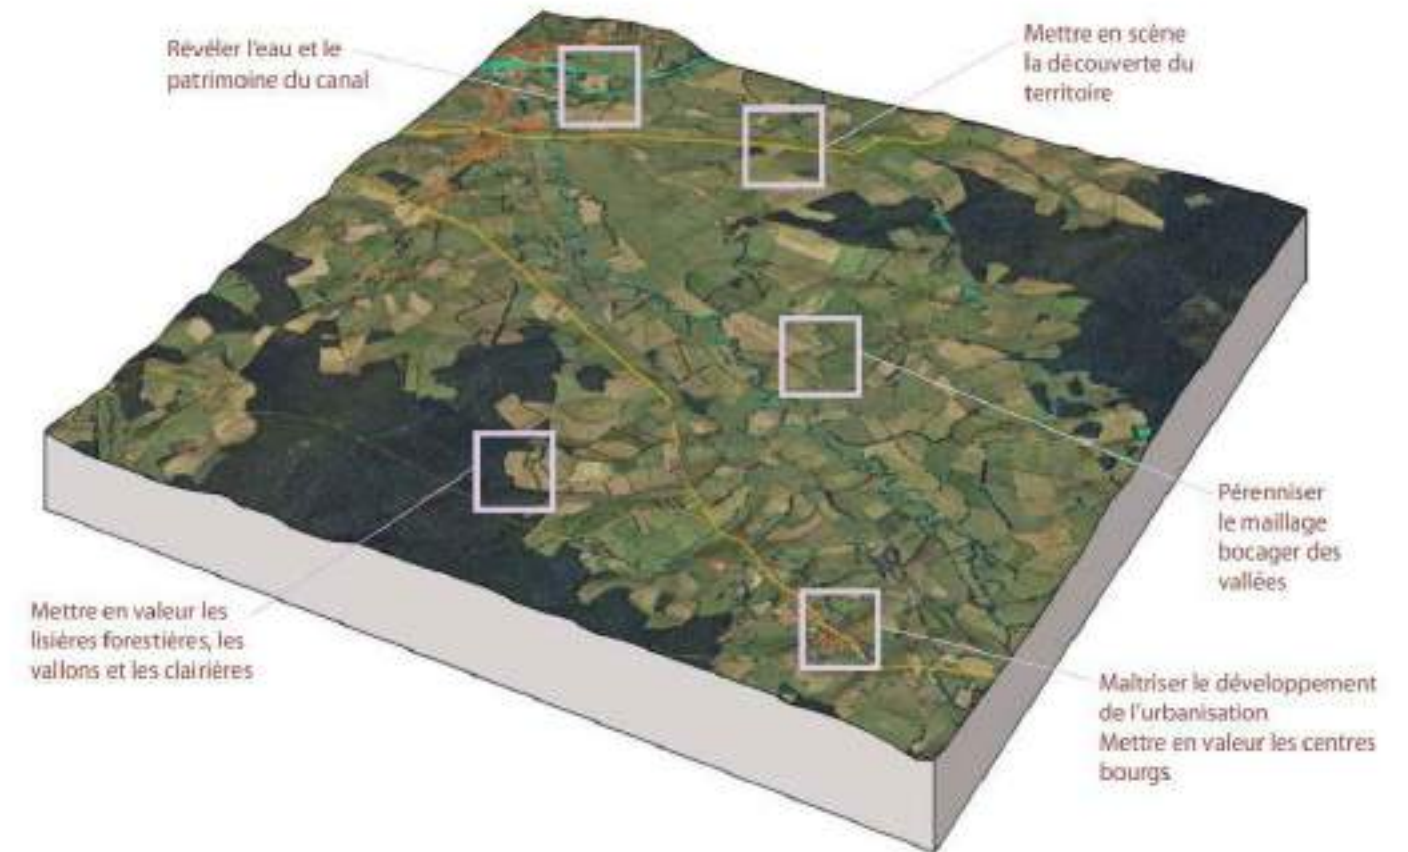 Révéler l'eau et le
patrimoine du canal
Mettre en scène
la découverte du
territoire
Pérenniser
le maillage
bocager des
vallées
Mettre en valeur les
lisières forestières, les
vallons et les clairières
Maîtriser le développement
de l'urbanisation
Mettre en valeur les centres
bourgs